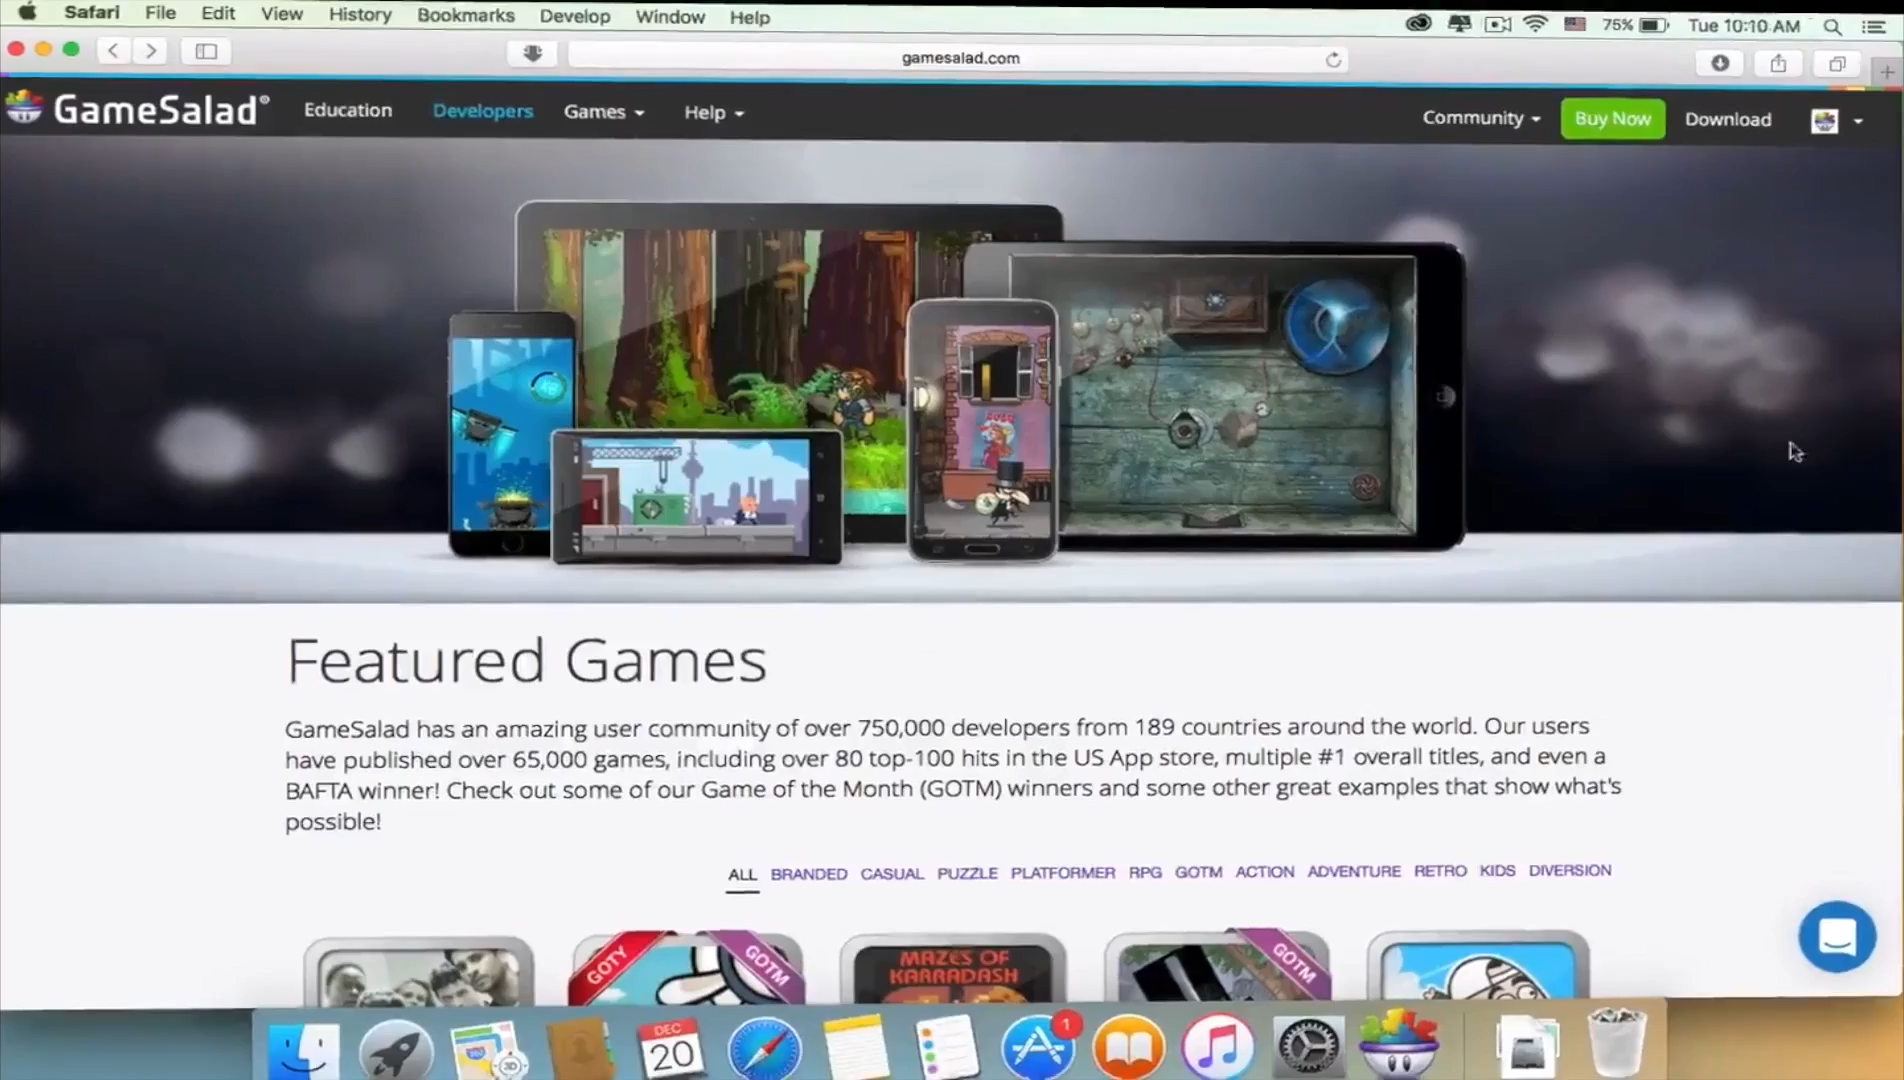 Safari File Edit View History Bookmarks Develop Window Help 75% Tue 10:10 AM
gamesalad.com
GameSalad® Education Developers Games Help Community Buy Now Download
Featured Games
GameSalad has an amazing user community of over 750,000 developers from 189 countries around the world. Our users
have published over 65,000 games, including over 80 top-100 hits in the US App store, multiple #1 overall titles, and even a
BAFTA winner! Check out some of our Game of the Month (GOTM) winners and some other great examples that show what's
possible!
ALL BRANDED CASUAL PUZZLE PLATFORMER RPG GOTM ACTION ADVENTURE RETRO KIDS DIVERSION
GOTY GOTM MAZES OF GOTM
KARRADASH
DEC 1
20
3D